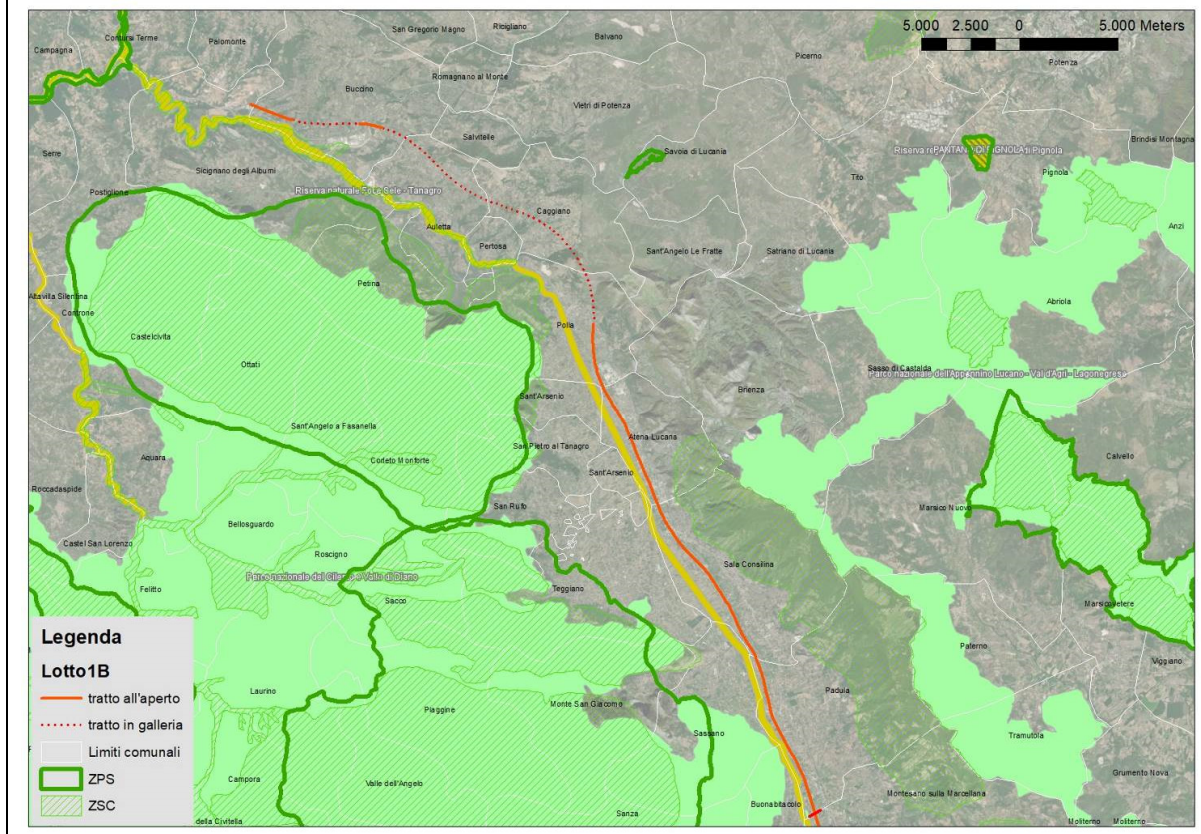 5.000 2.500 0 5.000 Meters
San Gregorio Magno
Ricigliano
Balvano
Contursi Terme
Palomonte
Campagna
Picerno
Potenza
Romagnano al Monte
Buccino
Vietri di Potenza
Salvitelle
Brindisi Montagna
Serre
Savoia di Lucania
Pignola
Sicignano degli Alburni
Tito
Postiglione
Riserva naturale Foce Sele - Tanagro
Caggiano
Auletta
Anzi
Pertosa
Sant'Angelo Le Fratte
Satriano di Lucania
Petina
Altavilla Silentina
Controne
Abriola
Polla
Castelcivita
Ottati
Sasso di Castalda
Parco nazionale dell'Appennino Lucano - Val d'Agri - Lagonegrese
Brienza
Sant'Arsenio
Sant'Angelo a Fasanella
Atena Lucana
San Pietro al Tanagro
Aquara
Corleto Monforte
Calvello
Sant'Arsenio
Roccadaspide
San Rufo
Marsico Nuovo
Bellosguardo
Castel San Lorenzo
Roscigno
Sala Consilina
Parco nazionale del Cilento e Vallo di Diano
Felitto
Teggiano
Sacco
Marsicovetere
Paterno
Viggiano
Laurino
Padula
Piaggine
Monte San Giacomo
Sassano
Tramutola
Grumento Nova
Campora
Valle dell'Angelo
Montesano sulla Marcellana
Buonabitacolo
Sanza
della Civitella
Moliterno
Moliterno
Legenda
Lotto1B
tratto all'aperto
tratto in galleria
Limiti comunali
ZPS
ZSC